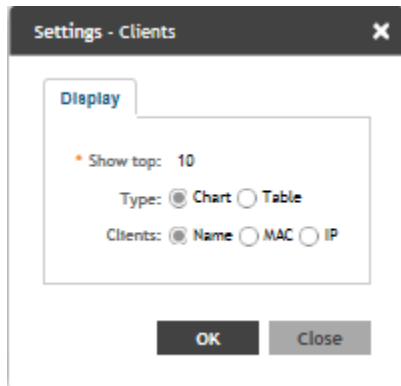 Settings - Clients
Display
* Show top: 10
Type: Chart Table
Clients: Name MAC IP
OK Close